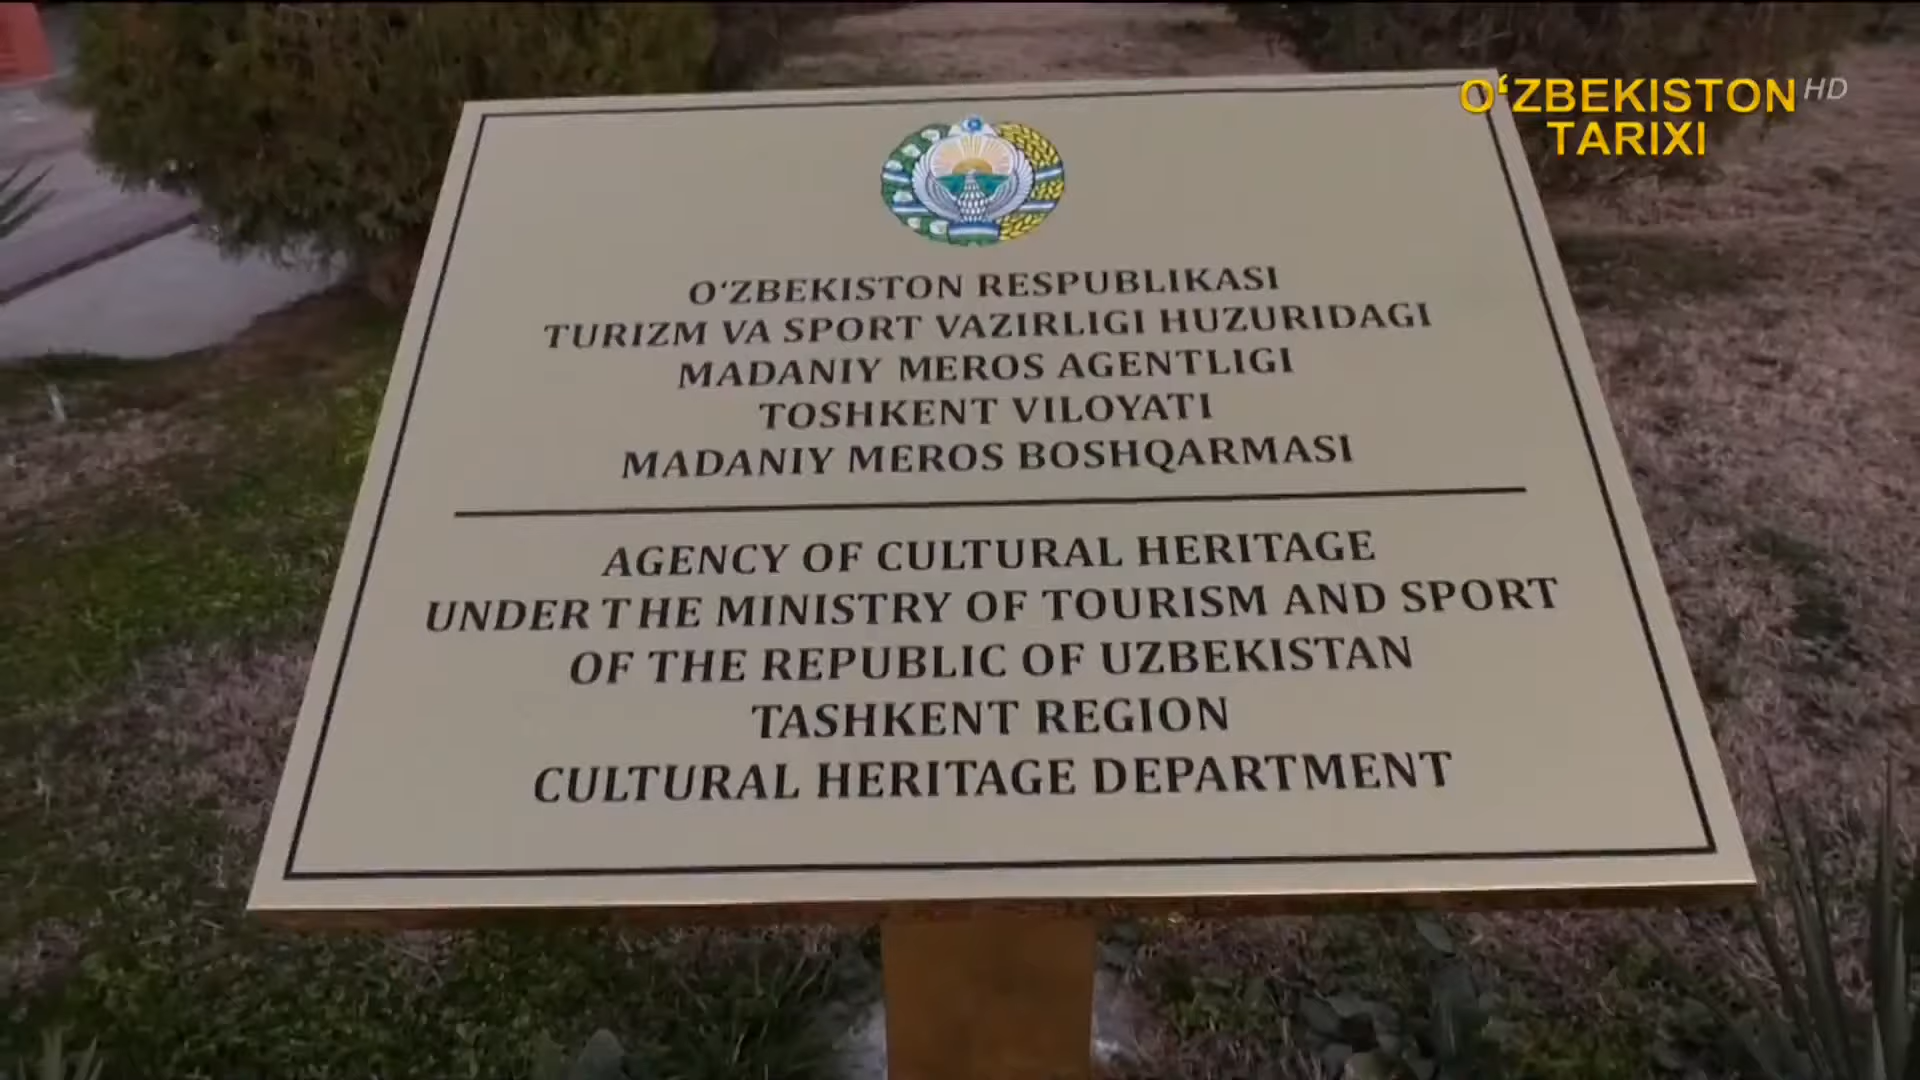 O‘ZBEKISTON HD
TARIXI
O‘ZBEKISTON RESPUBLIKASI
TURIZM VA SPORT VAZIRLIGI HUZURIDAGI
MADANIY MEROS AGENTLIGI
TOSHKENT VILOYATI
MADANIY MEROS BOSHQARMASI
AGENCY OF CULTURAL HERITAGE
UNDER THE MINISTRY OF TOURISM AND SPORT
OF THE REPUBLIC OF UZBEKISTAN
TASHKENT REGION
CULTURAL HERITAGE DEPARTMENT